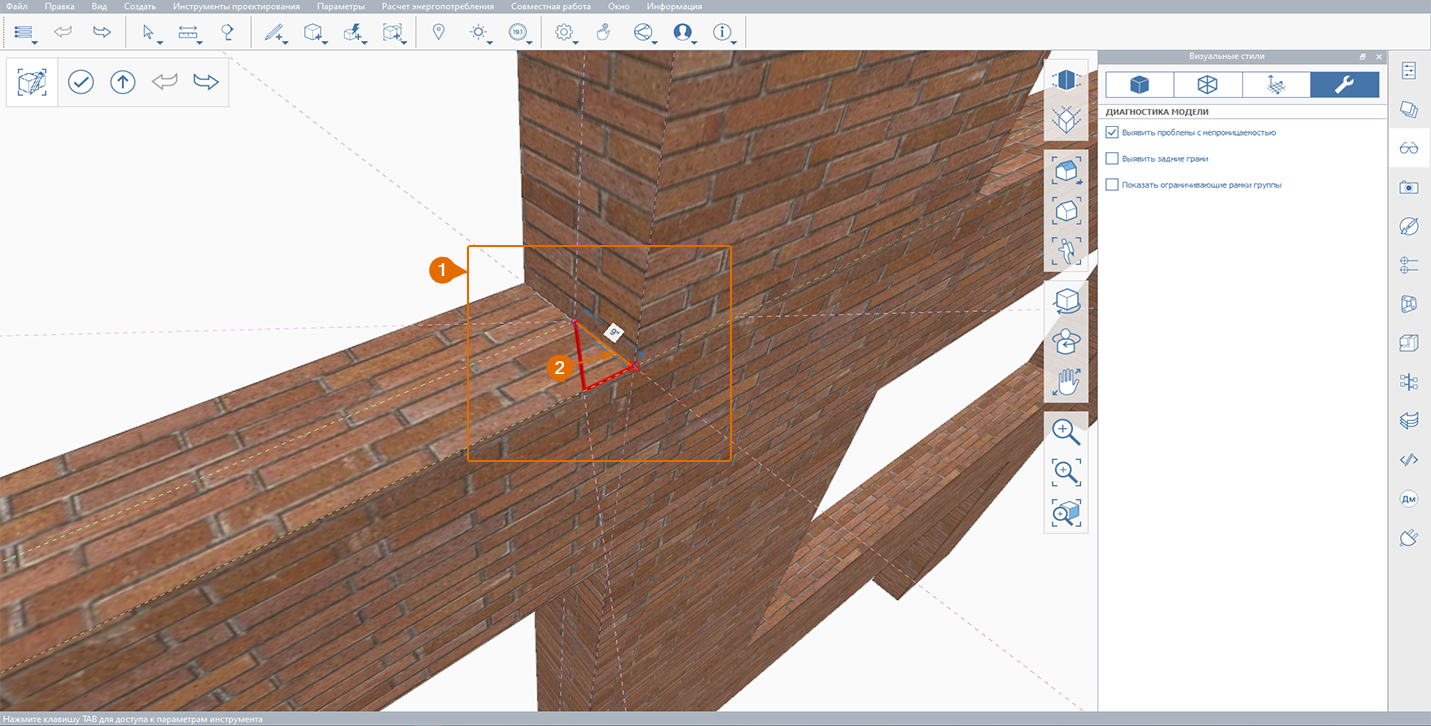 Файл Правка Вид Создать Инструменты проектирования Параметры Расчет энергопотребления Совместная работа Окно Информация
19.1
Визуальные стили
ДИАГНОСТИКА МОДЕЛИ
Выявить проблемы с непроницаемостью
Выявить задние грани
Показать ограничивающие рамки группы
1
9"
2
Дм
Нажмите клавишу TAB для доступа к параметрам инструмента